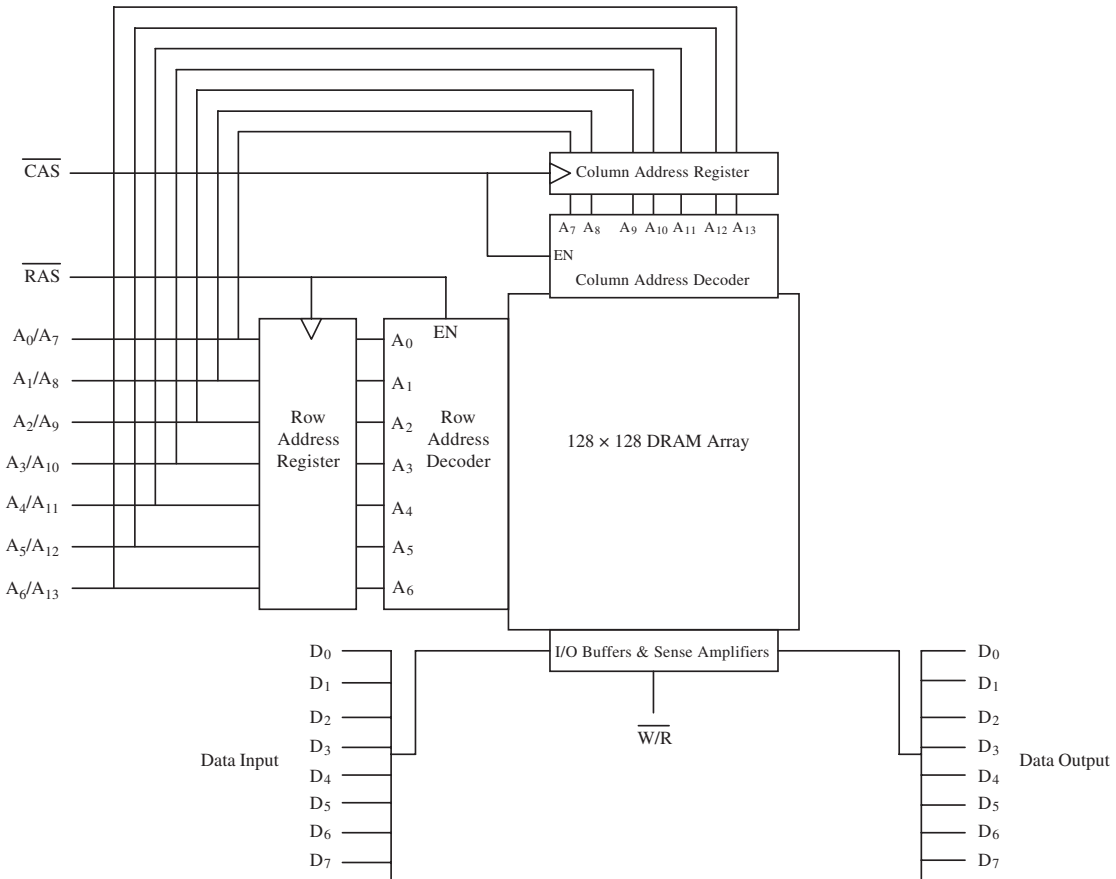 CAS
Column Address Register
A₇ A₈ A₉ A₁₀ A₁₁ A₁₂ A₁₃
EN
Column Address Decoder
RAS
A₀/A₇
A₁/A₈
A₂/A₉
A₃/A₁₀
A₄/A₁₁
A₅/A₁₂
A₆/A₁₃
Row
Address
Register
EN
A₀
A₁
A₂
A₃
A₄
A₅
A₆
Row
Address
Decoder
128 × 128 DRAM Array
I/O Buffers & Sense Amplifiers
W/R
Data Input
D₀
D₁
D₂
D₃
D₄
D₅
D₆
D₇
D₀
D₁
D₂
D₃
D₄
D₅
D₆
D₇
Data Output